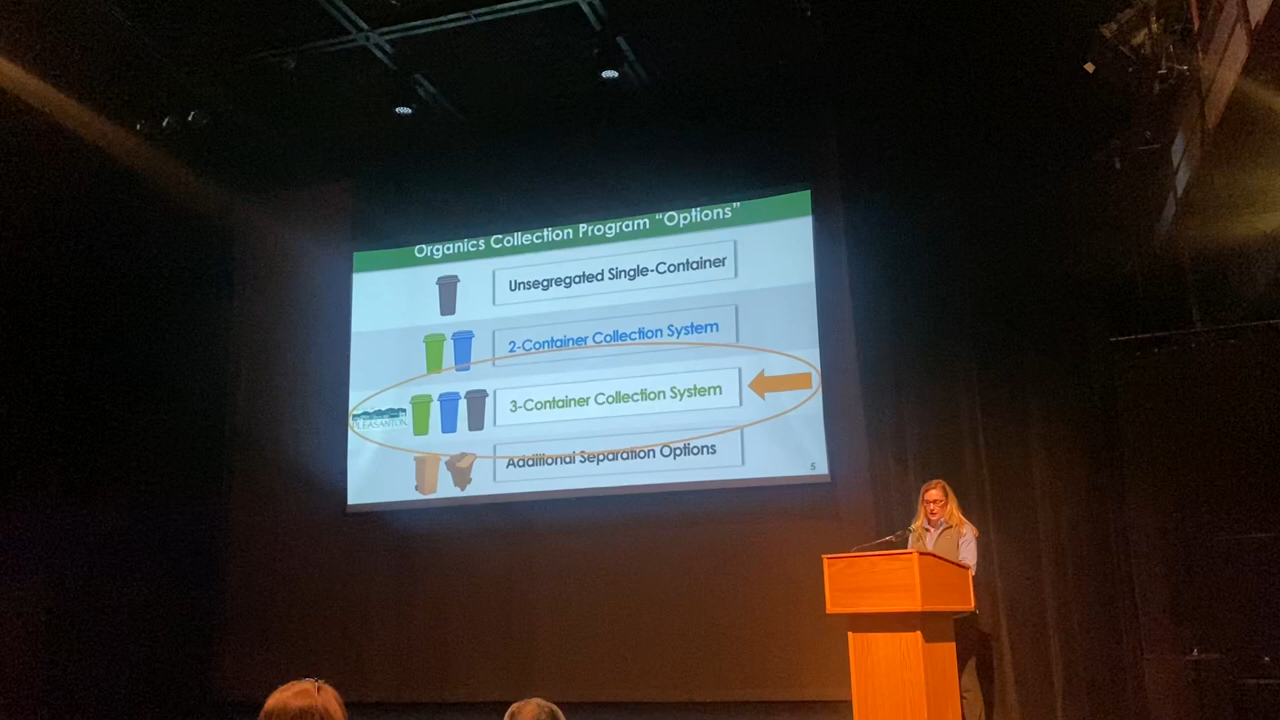 Organics Collection Program “Options”
Unsegregated Single-Container
2-Container Collection System
3-Container Collection System
PLEASANTON
Additional Separation Options
5